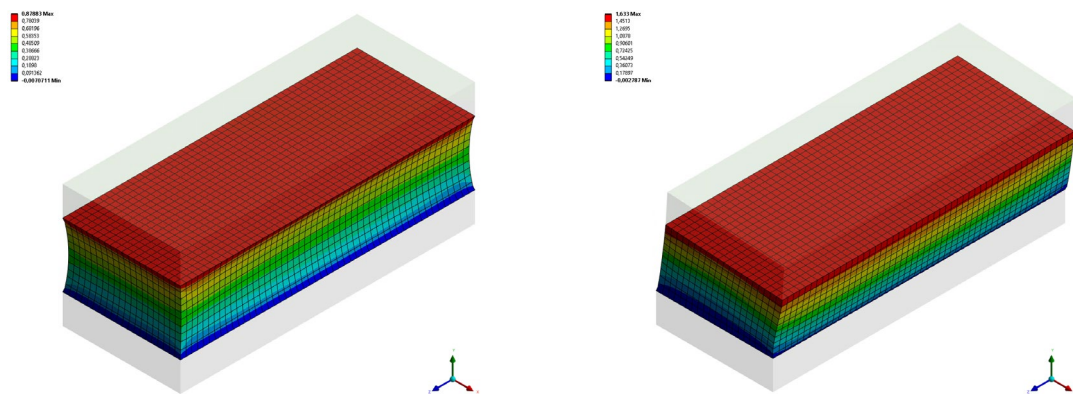 0,87883 Max
0,78039
0,68196
0,58353
0,48509
0,38666
0,28823
0,1898
0,091362
-0,0070711 Min
1,633 Max
1,4513
1,2695
1,0878
0,90601
0,72425
0,54249
0,36073
0,17897
-0,002787 Min
Y
Z
X
Y
Z
X